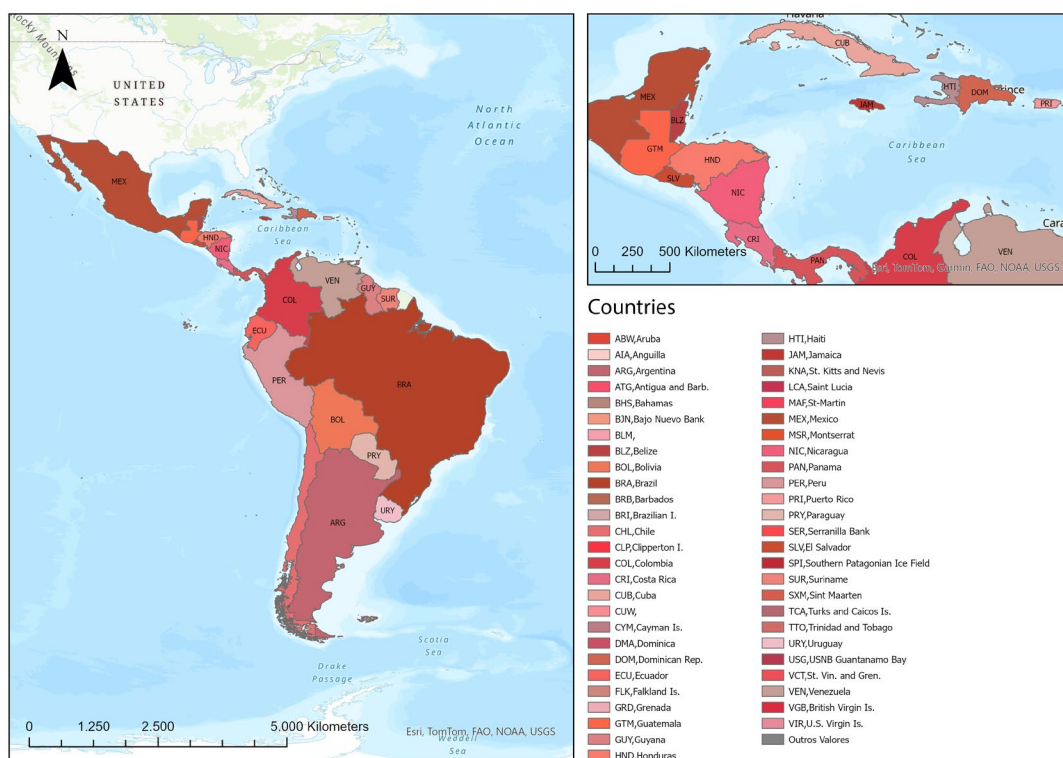 Rocky Mountains
N
UNITED
STATES
North
Atlantic
Ocean
MEX
Caribbean
Sea
HND
NIC
VEN
GUY
SUR
COL
ECU
BRA
PER
BOL
PRY
ARG
URY
Scotia
Sea
Drake
Passage
Weddell
Sea
0 1.250 2.500 5.000 Kilometers
Esri, TomTom, FAO, NOAA, USGS
Havana
CUB
MEX
BLZ
HTI
DOM
JAM
PRI
GTM
HND
Caribbean
Sea
SLV
NIC
CRI
PAN
COL
VEN
0 250 500 Kilometers
Esri, TomTom, Garmin, FAO, NOAA, USGS
Countries
ABW,Aruba
AIA,Anguilla
ARG,Argentina
ATG,Antigua and Barb.
BHS,Bahamas
BJN,Bajo Nuevo Bank
BLM,
BLZ,Belize
BOL,Bolivia
BRA,Brazil
BRB,Barbados
BRI,Brazilian I.
CHL,Chile
CLP,Clipperton I.
COL,Colombia
CRI,Costa Rica
CUB,Cuba
CUW,
CYM,Cayman Is.
DMA,Dominica
DOM,Dominican Rep.
ECU,Ecuador
FLK,Falkland Is.
GRD,Grenada
GTM,Guatemala
GUY,Guyana
HND,Honduras
HTI,Haiti
JAM,Jamaica
KNA,St. Kitts and Nevis
LCA,Saint Lucia
MAF,St-Martin
MEX,Mexico
MSR,Montserrat
NIC,Nicaragua
PAN,Panama
PER,Peru
PRI,Puerto Rico
PRY,Paraguay
SER,Serranilla Bank
SLV,El Salvador
SPI,Southern Patagonian Ice Field
SUR,Suriname
SXM,Sint Maarten
TCA,Turks and Caicos Is.
TTO,Trinidad and Tobago
URY,Uruguay
USG,USNB Guantanamo Bay
VCT,St. Vin. and Gren.
VEN,Venezuela
VGB,British Virgin Is.
VIR,U.S. Virgin Is.
Outros Valores